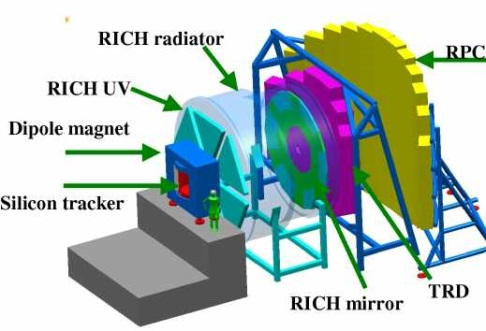 RICH radiator
RPC
RICH UV
Dipole magnet
Silicon tracker
TRD
RICH mirror